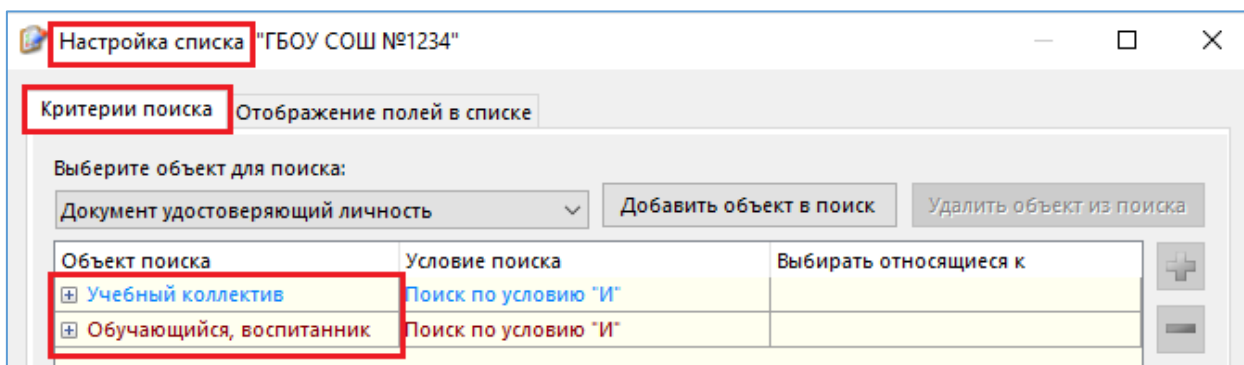 Настройка списка "ГБОУ СОШ №1234"
Критерии поиска Отображение полей в списке
Выберите объект для поиска:
Документ удостоверяющий личность Добавить объект в поиск Удалить объект из поиска
Объект поиска Условие поиска Выбирать относящиеся к
Учебный коллектив Поиск по условию "И"
Обучающийся, воспитанник Поиск по условию "И"